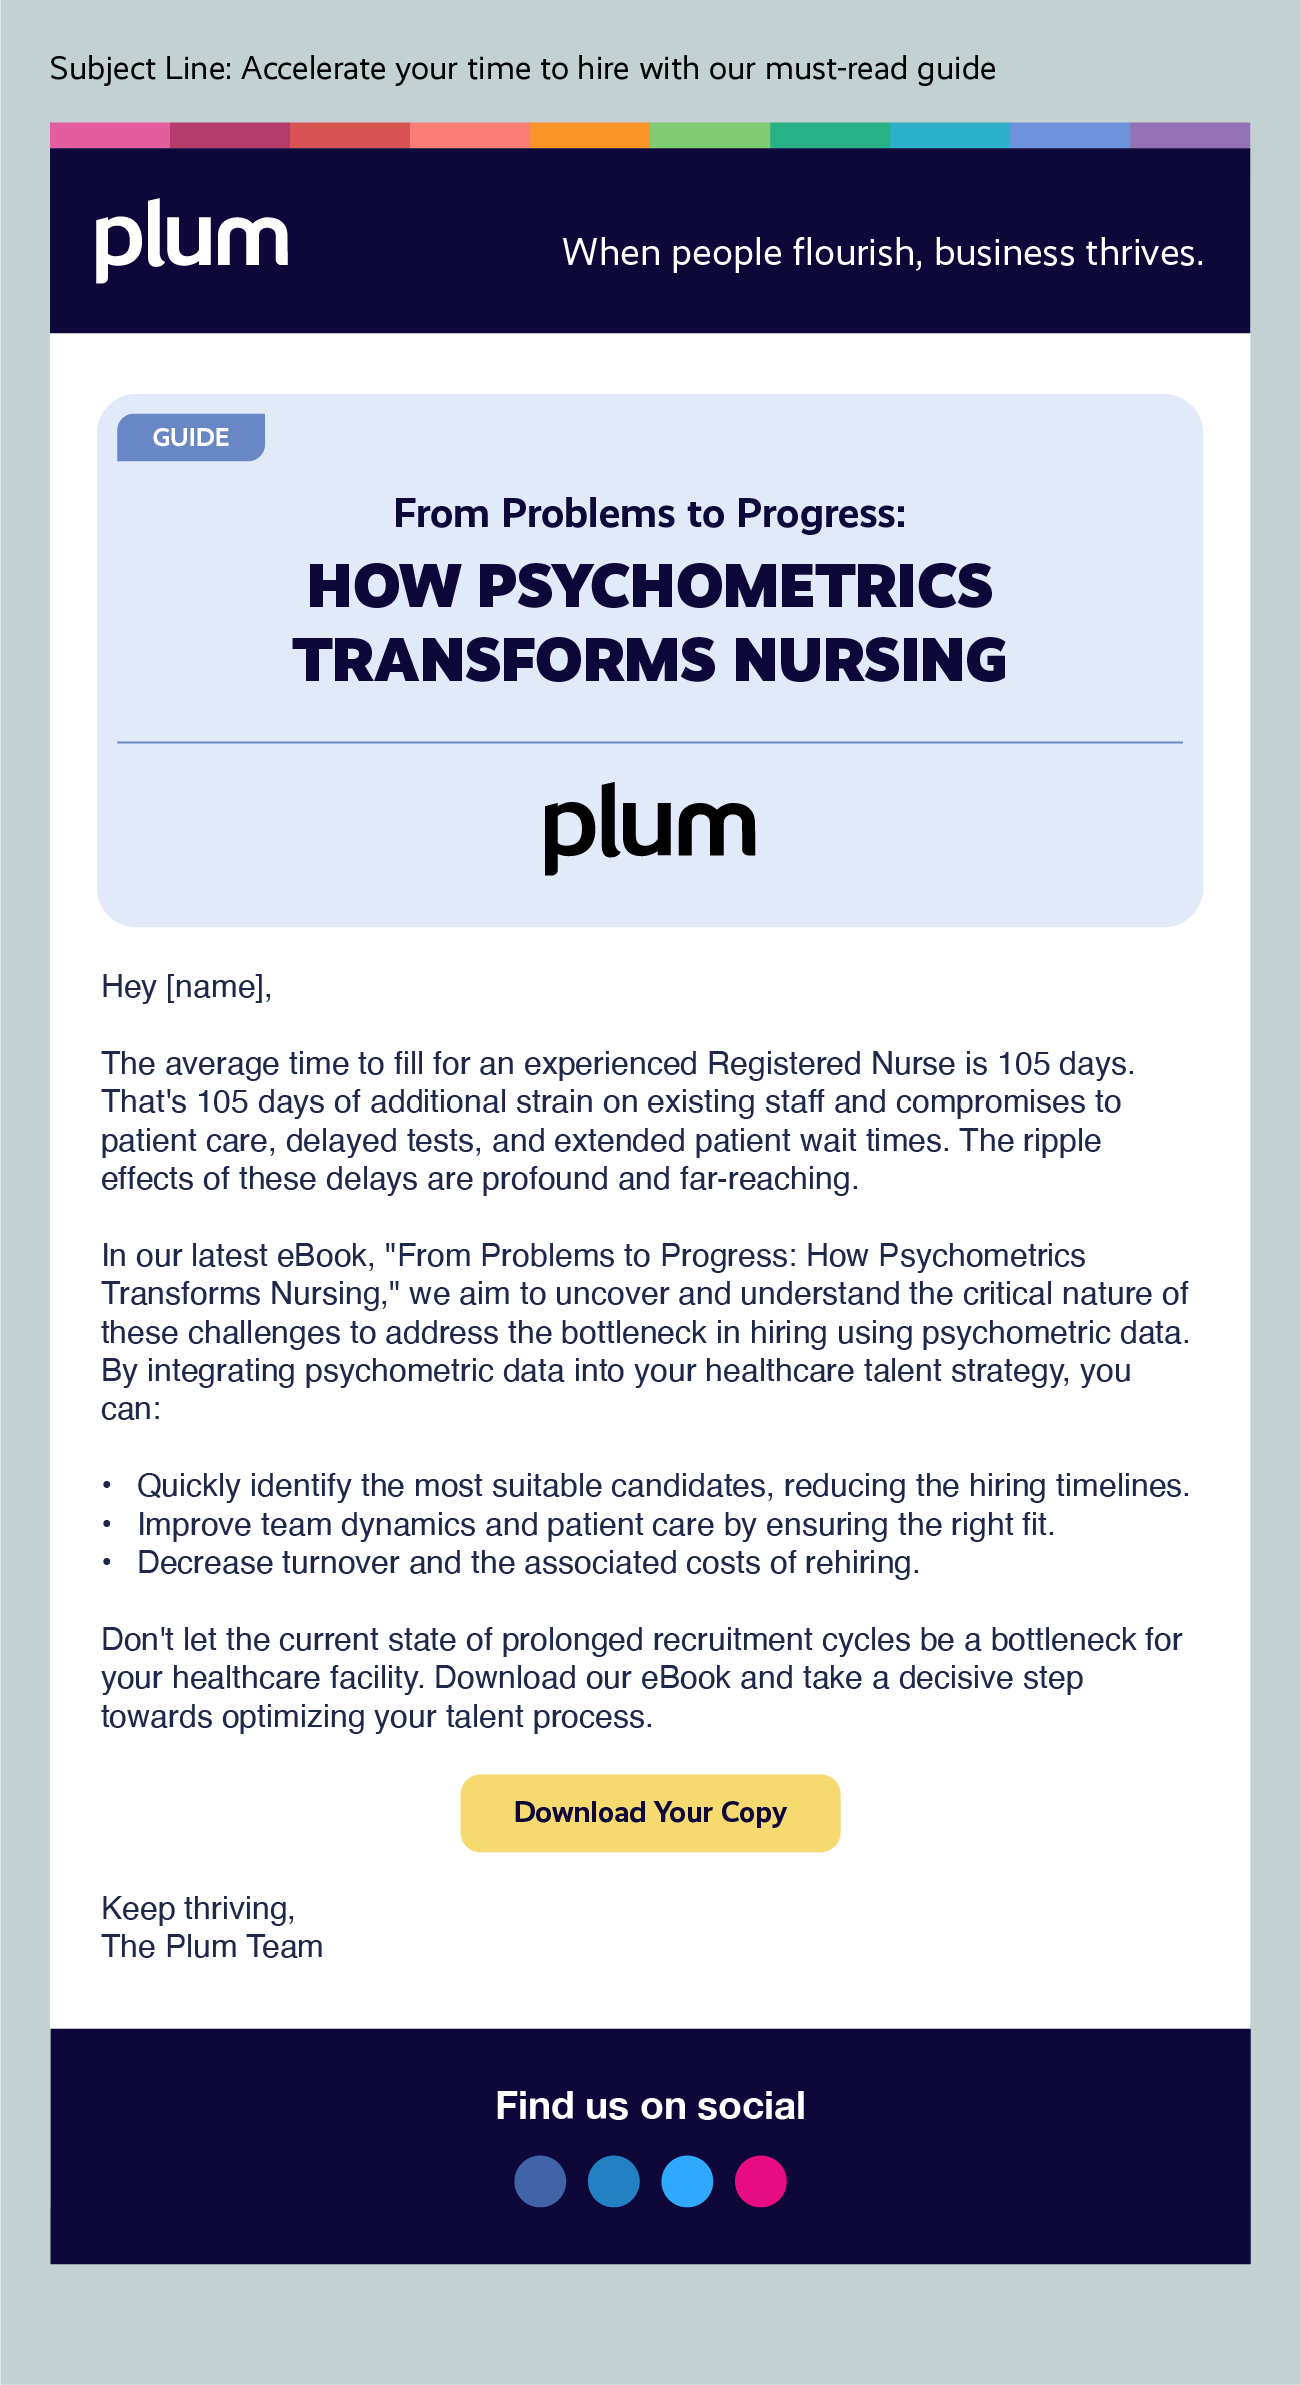 Subject Line: Accelerate your time to hire with our must-read guide
plum
When people flourish, business thrives.
GUIDE
From Problems to Progress:
HOW PSYCHOMETRICS
TRANSFORMS NURSING
plum
Hey [name],
The average time to fill for an experienced Registered Nurse is 105 days.
That's 105 days of additional strain on existing staff and compromises to
patient care, delayed tests, and extended patient wait times. The ripple
effects of these delays are profound and far-reaching.
In our latest eBook, "From Problems to Progress: How Psychometrics
Transforms Nursing," we aim to uncover and understand the critical nature of
these challenges to address the bottleneck in hiring using psychometric data.
By integrating psychometric data into your healthcare talent strategy, you
can:
• Quickly identify the most suitable candidates, reducing the hiring timelines.
• Improve team dynamics and patient care by ensuring the right fit.
• Decrease turnover and the associated costs of rehiring.
Don't let the current state of prolonged recruitment cycles be a bottleneck for
your healthcare facility. Download our eBook and take a decisive step
towards optimizing your talent process.
Download Your Copy
Keep thriving,
The Plum Team
Find us on social